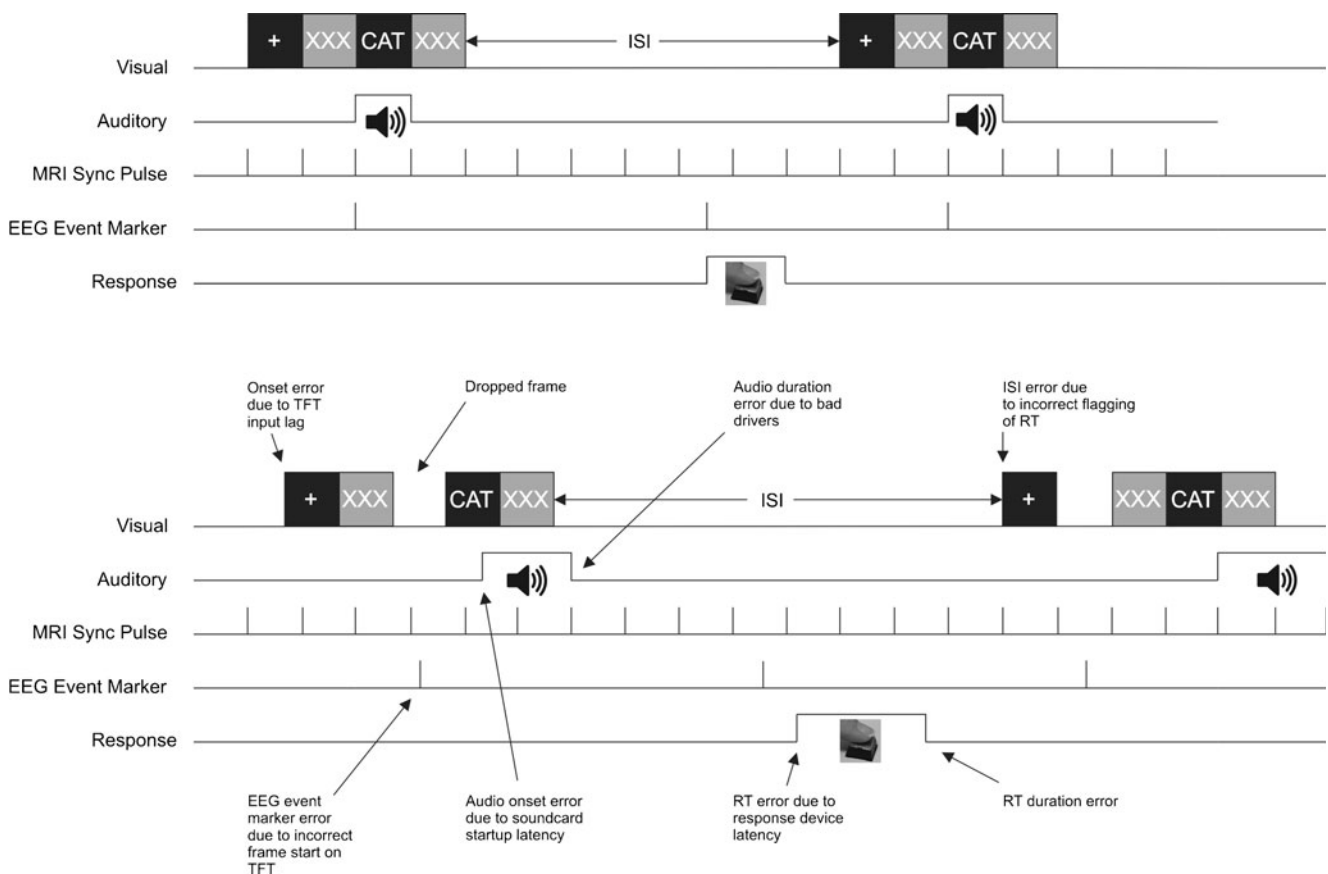 + XXX CAT XXX ISI + XXX CAT XXX
Visual
Auditory
MRI Sync Pulse
EEG Event Marker
Response
Onset error
due to TFT
input lag
Dropped frame
Audio duration
error due to bad
drivers
ISI error due
to incorrect flagging
of RT
+ XXX CAT XXX ISI + XXX CAT XXX
Visual
Auditory
MRI Sync Pulse
EEG Event Marker
Response
EEG event
marker error
due to incorrect
frame start on
TFT
Audio onset error
due to soundcard
startup latency
RT error due to
response device
latency
RT duration error